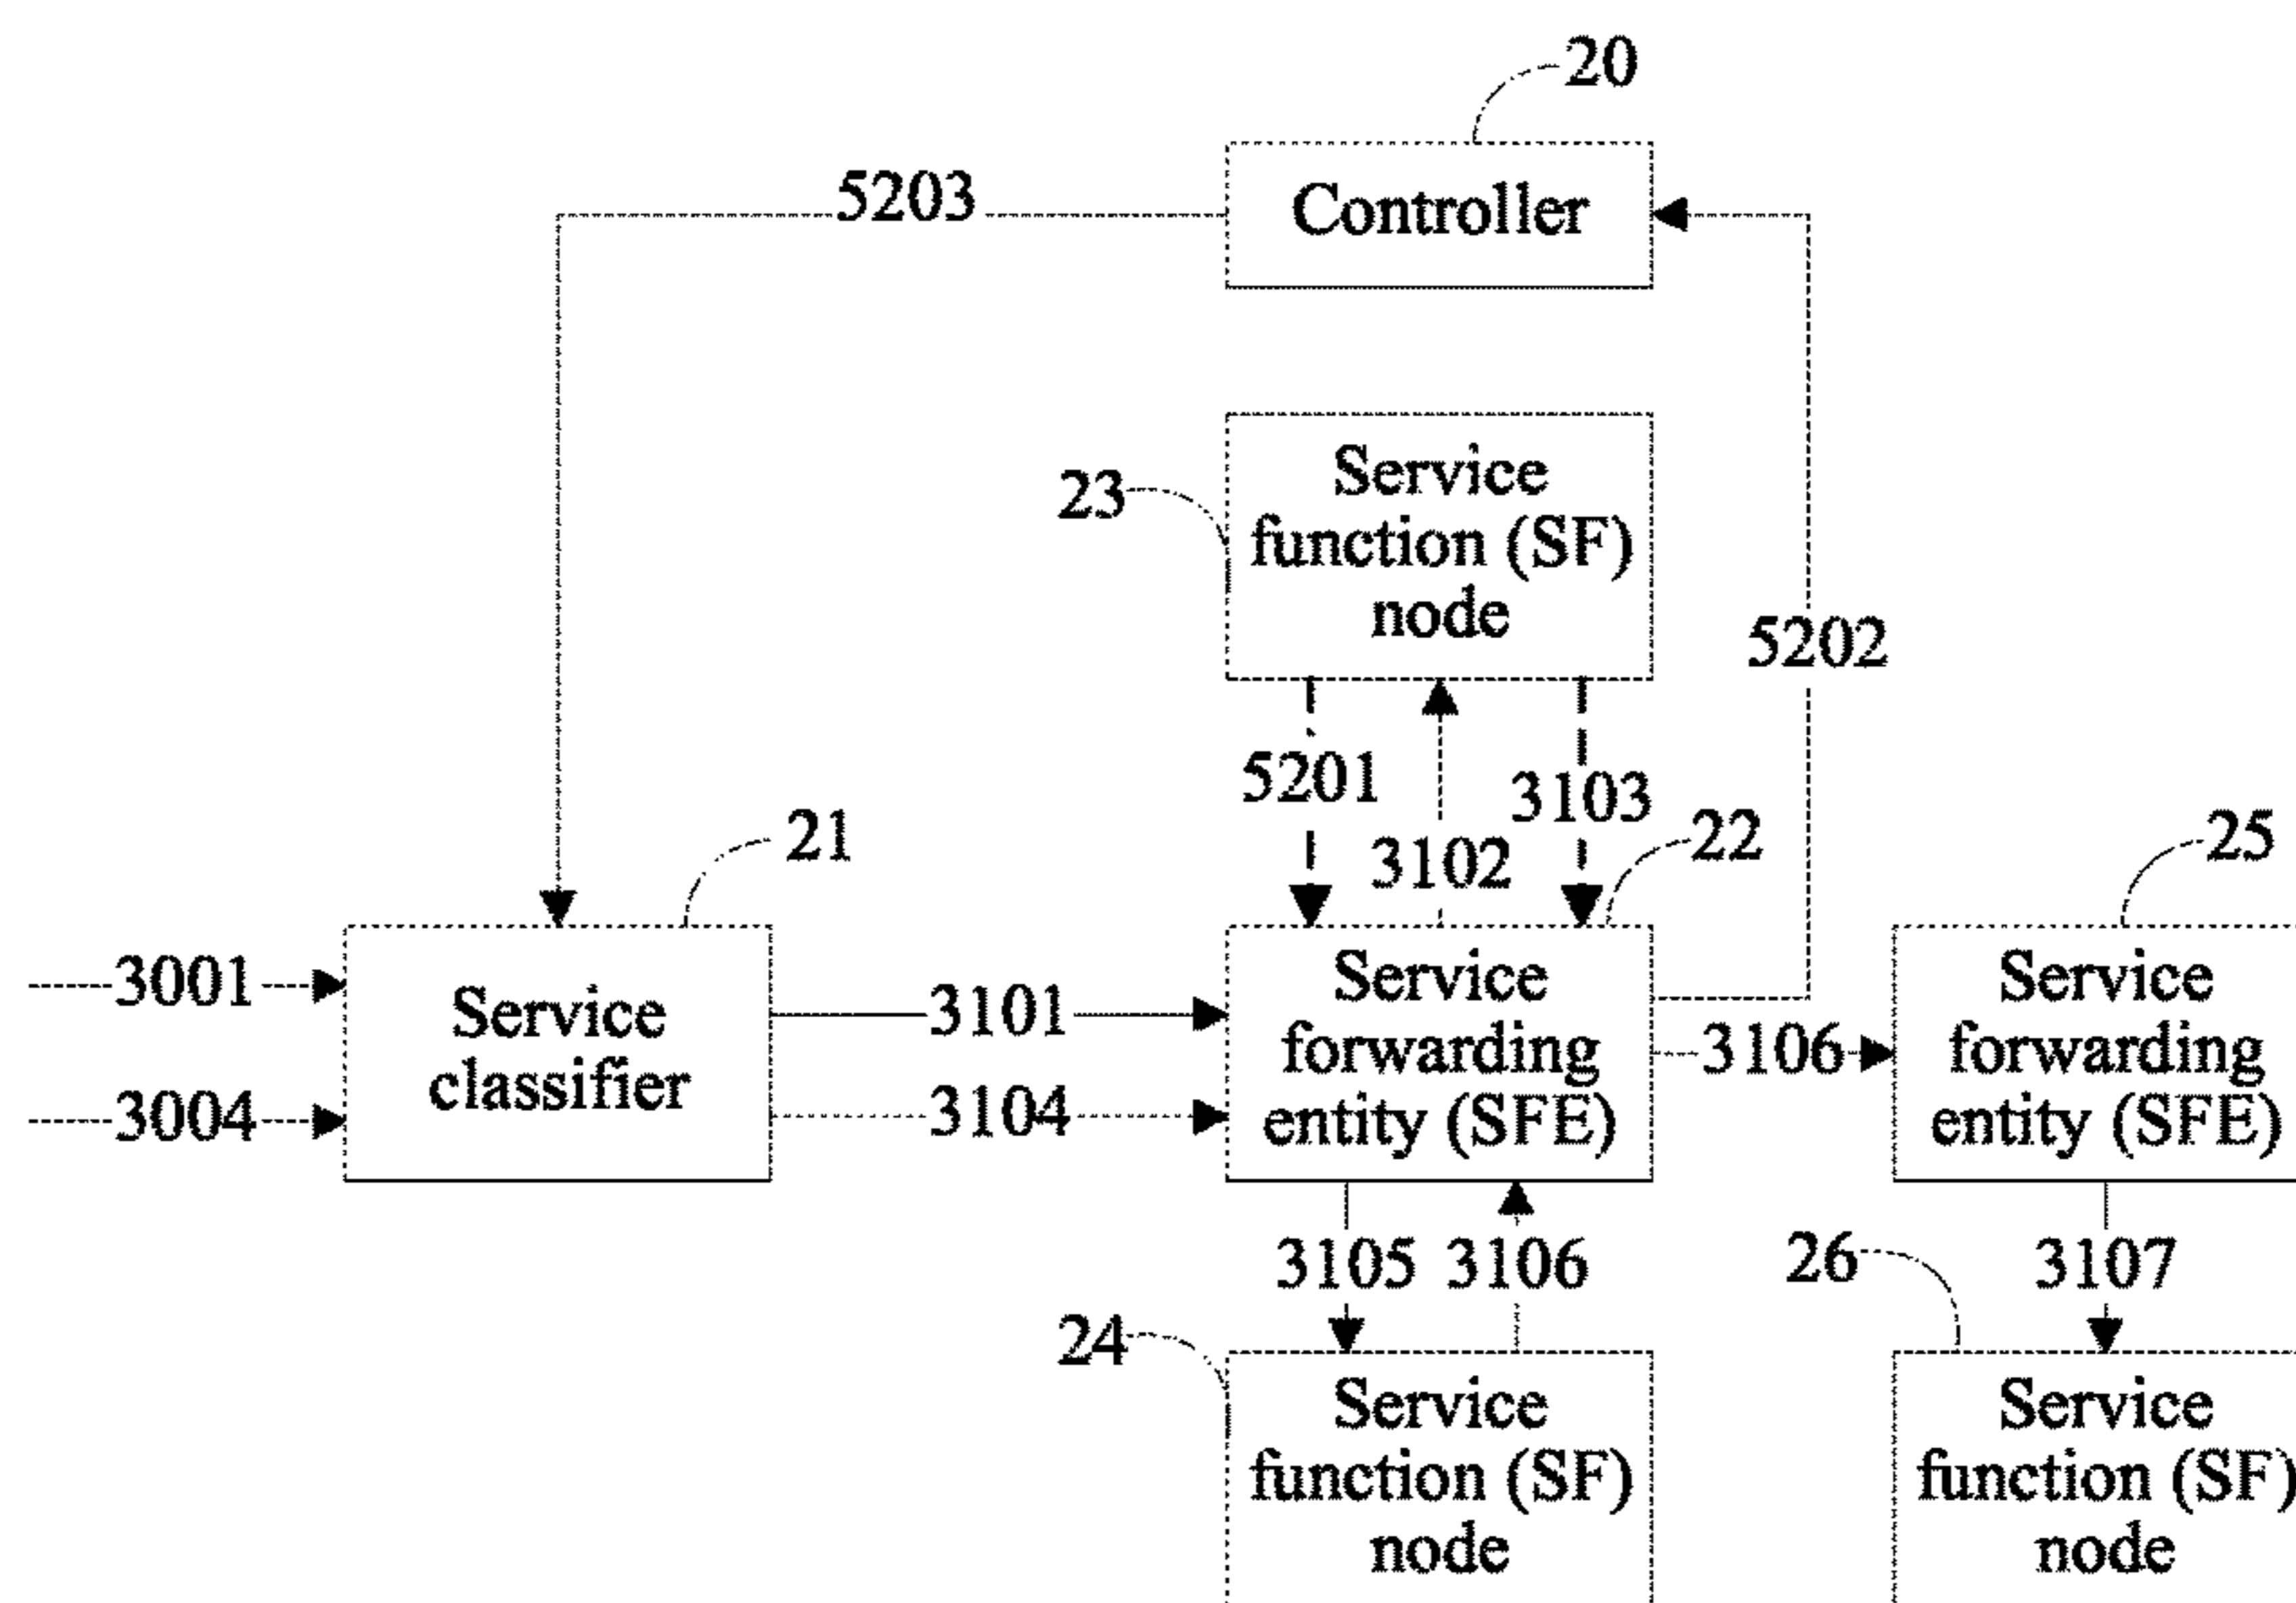 20
5203
Controller
23
Service
function (SF)
node
5202
5201
3103
3102
21
22
25
3001
3004
Service
classifier
3101
3104
Service
forwarding
entity (SFE)
3106
Service
forwarding
entity (SFE)
3105
3106
26
3107
24
Service
function (SF)
node
Service
function (SF)
node